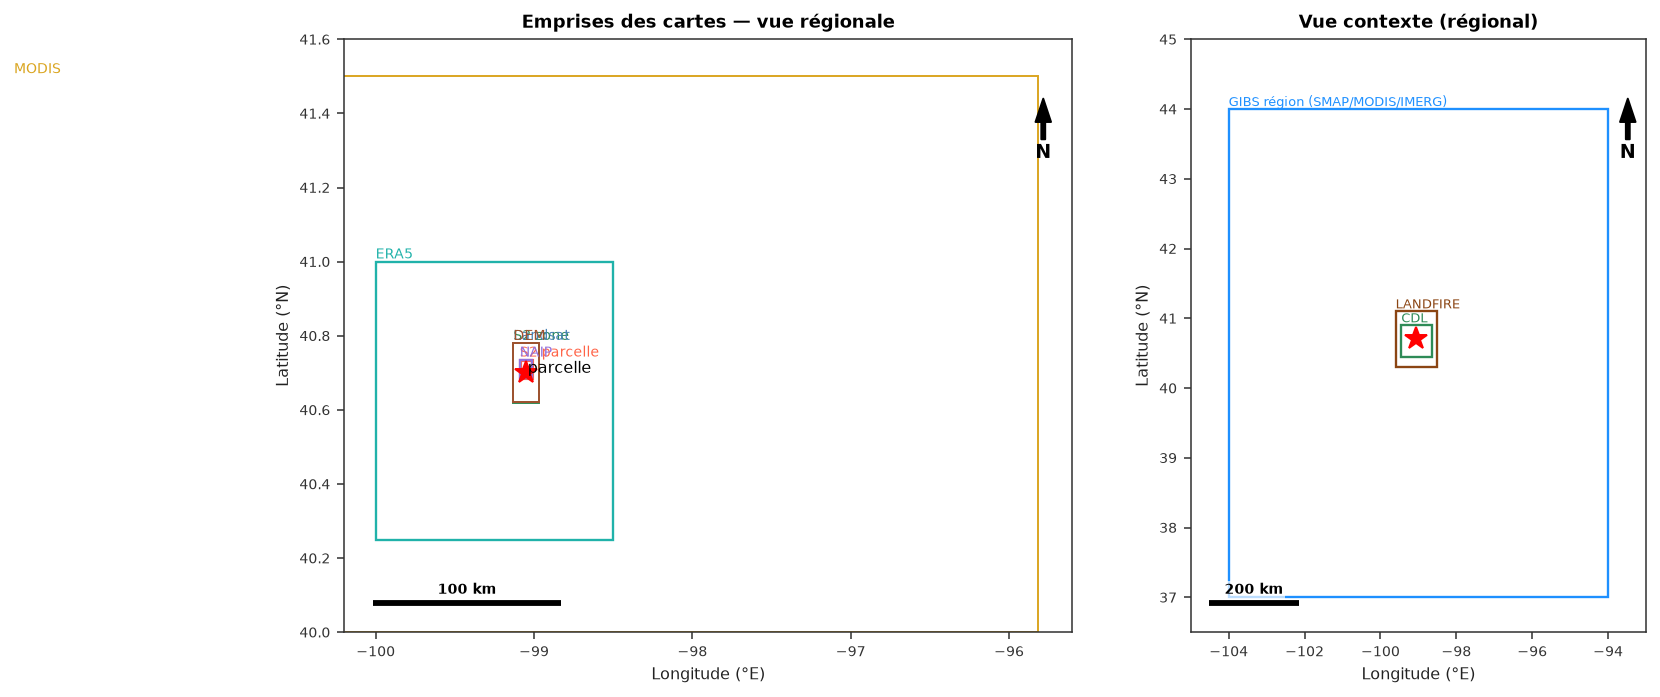 Emprises des cartes — vue régionale
MODIS
41.6
41.4
41.2
41.0
40.8
40.6
40.4
40.2
40.0
Latitude (°N)
N
ERA5
DEM
NAIP
parcelle
parcelle
100 km
−100
−99
−98
−97
−96
Longitude (°E)
Vue contexte (régional)
45
44
43
42
41
40
39
38
37
Latitude (°N)
GIBS région (SMAP/MODIS/IMERG)
N
LANDFIRE
CDL
200 km
−104
−102
−100
−98
−96
−94
Longitude (°E)